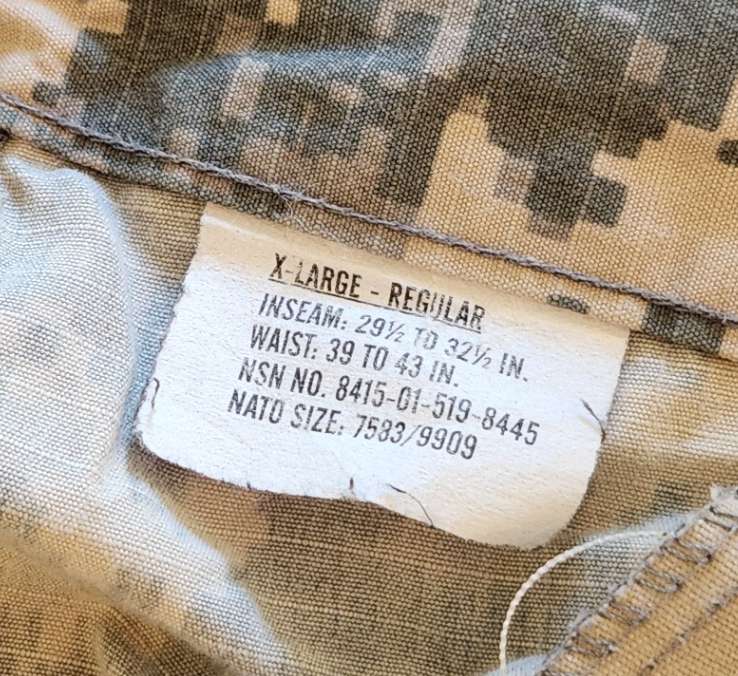 X-LARGE - REGULAR
INSEAM: 29½ TO 32½ IN.
WAIST: 39 TO 43 IN.
NSN NO. 8415-01-519-8445
NATO SIZE: 7583/9909